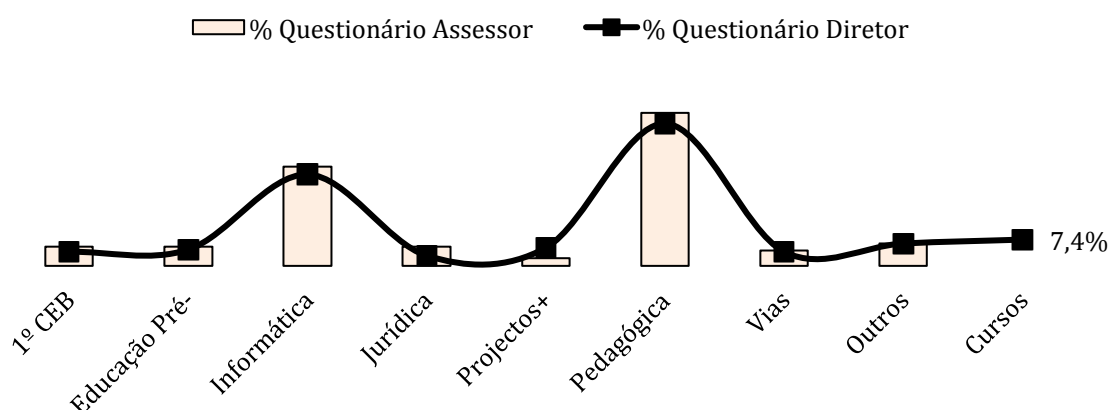 % Questionário Assessor
% Questionário Diretor
7,4%
1º CEB
Educação Pré-
Informática
Jurídica
Projectos+
Pedagógica
Vias
Outros
Cursos